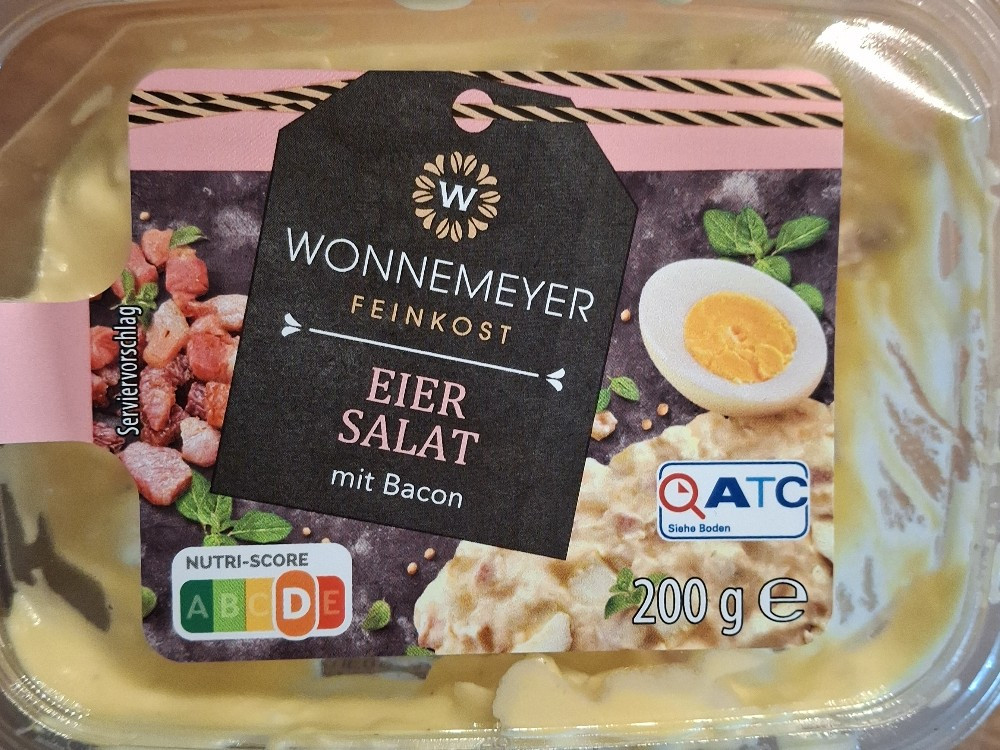 W
WONNEMEYER
FEINKOST
EIER
SALAT
mit Bacon
Serviervorschlag
ATC
Siehe Boden
NUTRI-SCORE
A B C D E
200 g e